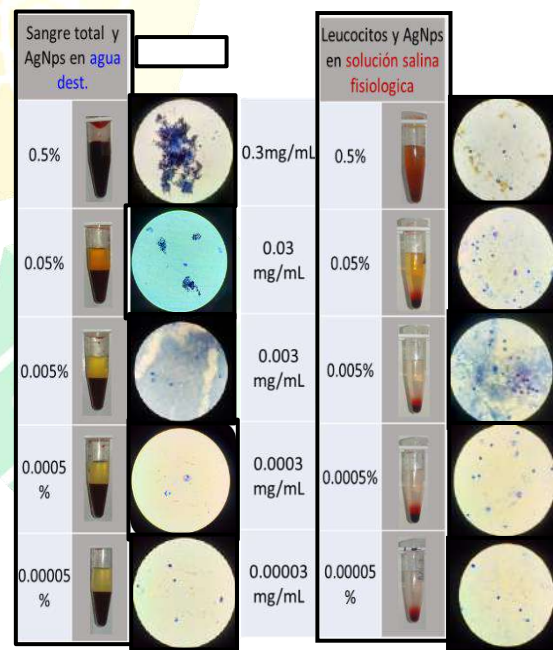 Sangre total y
AgNps en agua
dest.
Leucocitos y AgNPs
en solución salina
fisiologica
0.5%
0.3mg/mL
0.5%
0.05%
0.03
mg/mL
0.05%
0.005%
0.003
mg/mL
0.005%
0.0005
%
0.0003
mg/mL
0.0005%
0.00005
%
0.00003
mg/mL
0.00005
%